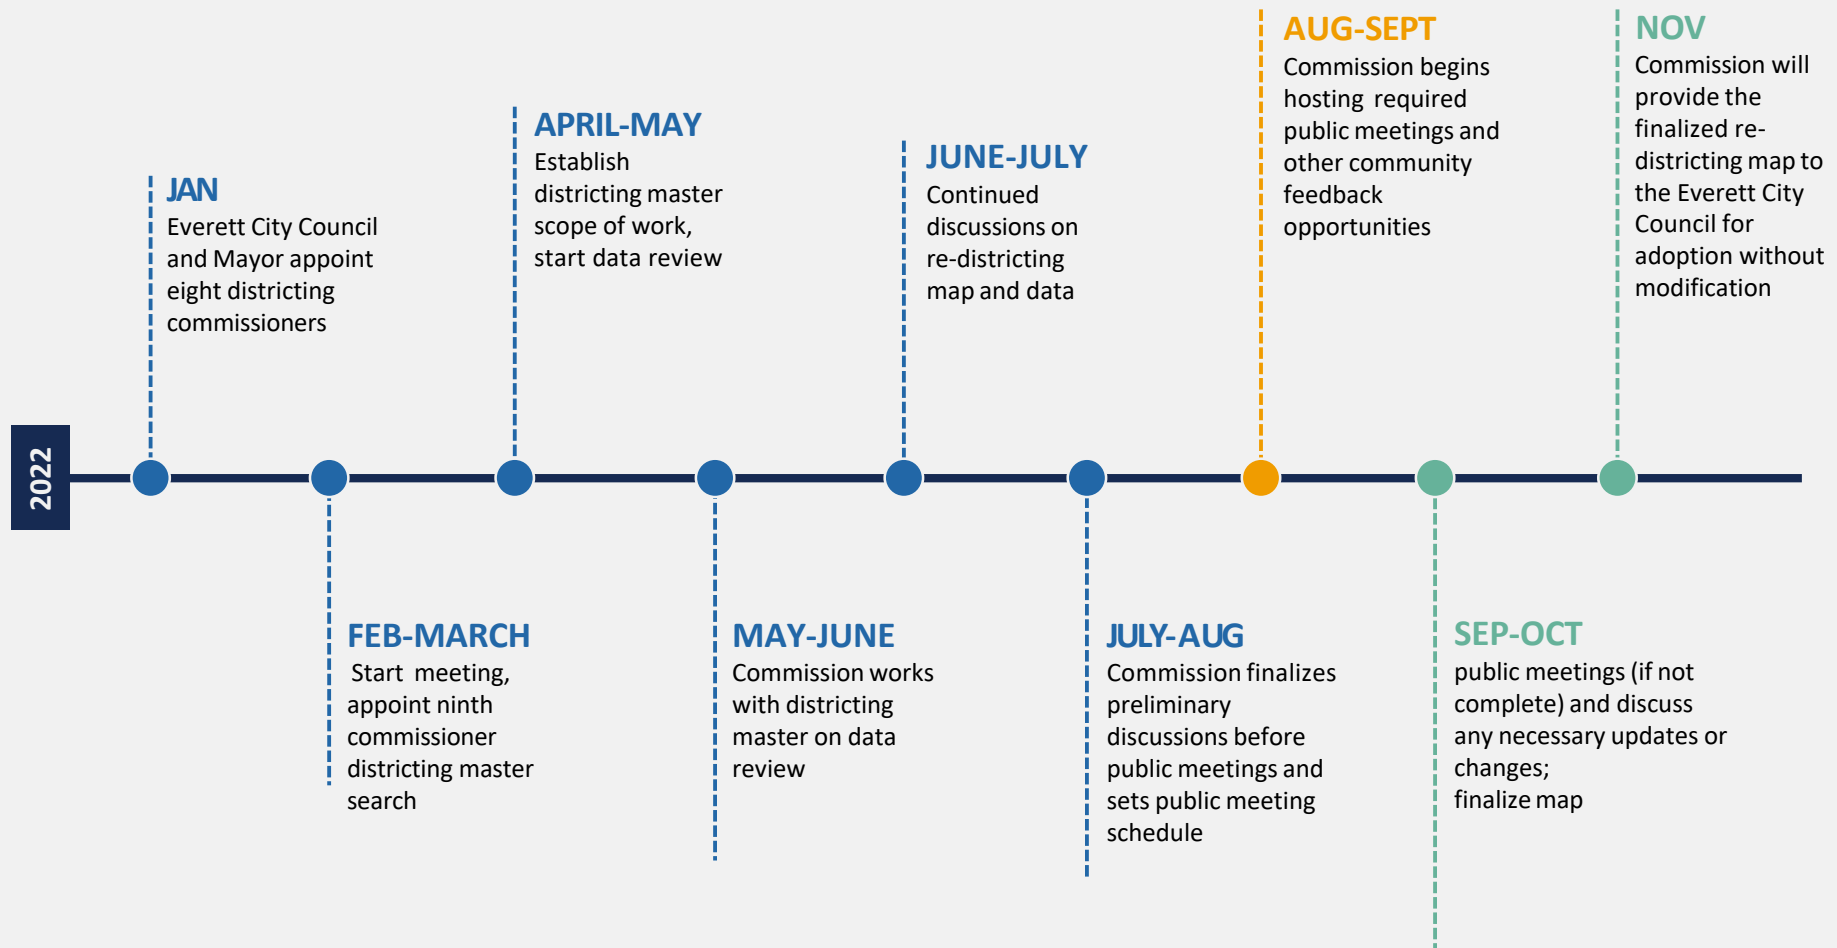 2022
JAN
Everett City Council
and Mayor appoint
eight districting
commissioners
FEB-MARCH
Start meeting,
appoint ninth
commissioner
districting master
search
APRIL-MAY
Establish
districting master
scope of work,
start data review
MAY-JUNE
Commission works
with districting
master on data
review
JUNE-JULY
Continued
discussions on
re-districting
map and data
JULY-AUG
Commission finalizes
preliminary
discussions before
public meetings and
sets public meeting
schedule
AUG-SEPT
Commission begins
hosting required
public meetings and
other community
feedback
opportunities
SEP-OCT
public meetings (if not
complete) and discuss
any necessary updates or
changes;
finalize map
NOV
Commission will
provide the
finalized re-
districting map to
the Everett City
Council for
adoption without
modification